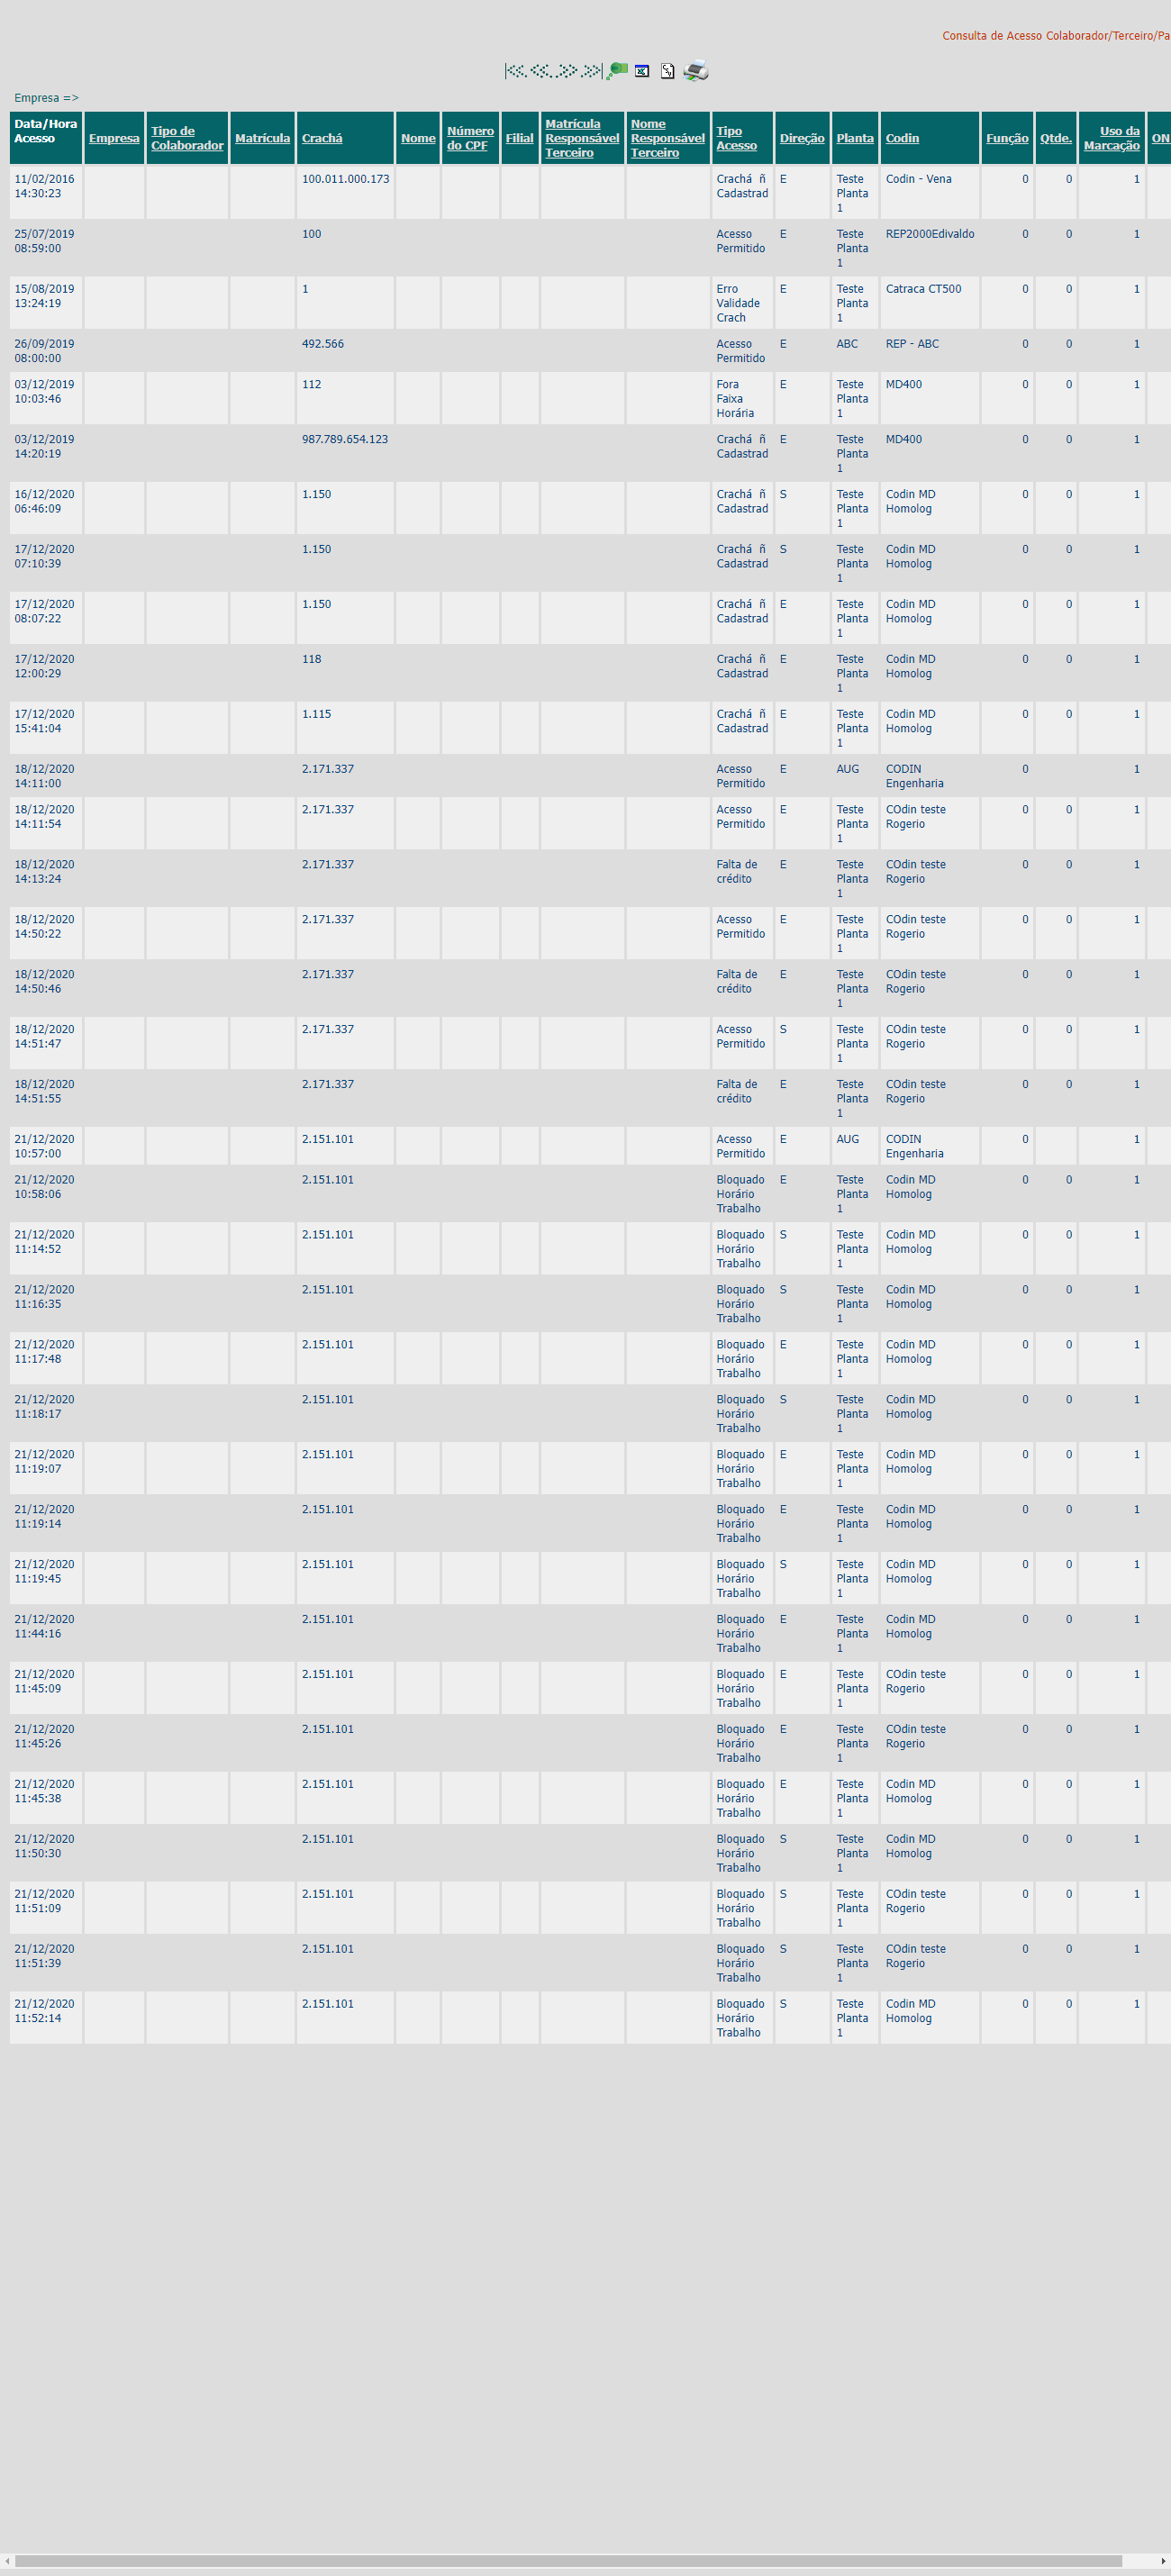 Consulta de Acesso Colaborador/Terceiro/Pa
Empresa =>
Data/Hora Acesso Empresa Tipo de Colaborador Matrícula Crachá Nome Número do CPF Filial Matrícula Responsável Terceiro Nome Responsável Terceiro Tipo Acesso Direção Planta Codin Função Qtde. Uso da Marcação ON
11/02/2016 14:30:23 100.011.000.173 Crachá ñ Cadastrad E Teste Planta 1 Codin - Vena 0 0 1
25/07/2019 08:59:00 100 Acesso Permitido E Teste Planta 1 REP2000Edivaldo 0 0 1
15/08/2019 13:24:19 1 Erro Validade Crach E Teste Planta 1 Catraca CT500 0 0 1
26/09/2019 08:00:00 492.566 Acesso Permitido E ABC REP - ABC 0 0 1
03/12/2019 10:03:46 112 Fora Faixa Horária E Teste Planta 1 MD400 0 0 1
03/12/2019 14:20:19 987.789.654.123 Crachá ñ Cadastrad E Teste Planta 1 MD400 0 0 1
16/12/2020 06:46:09 1.150 Crachá ñ Cadastrad S Teste Planta 1 Codin MD Homolog 0 0 1
17/12/2020 07:10:39 1.150 Crachá ñ Cadastrad S Teste Planta 1 Codin MD Homolog 0 0 1
17/12/2020 08:07:22 1.150 Crachá ñ Cadastrad E Teste Planta 1 Codin MD Homolog 0 0 1
17/12/2020 12:00:29 118 Crachá ñ Cadastrad E Teste Planta 1 Codin MD Homolog 0 0 1
17/12/2020 15:41:04 1.115 Crachá ñ Cadastrad E Teste Planta 1 Codin MD Homolog 0 0 1
18/12/2020 14:11:00 2.171.337 Acesso Permitido E AUG CODIN Engenharia 0 1
18/12/2020 14:11:54 2.171.337 Acesso Permitido E Teste Planta 1 COdin teste Rogerio 0 0 1
18/12/2020 14:13:24 2.171.337 Falta de crédito E Teste Planta 1 COdin teste Rogerio 0 0 1
18/12/2020 14:50:22 2.171.337 Acesso Permitido E Teste Planta 1 COdin teste Rogerio 0 0 1
18/12/2020 14:50:46 2.171.337 Falta de crédito E Teste Planta 1 COdin teste Rogerio 0 0 1
18/12/2020 14:51:47 2.171.337 Acesso Permitido S Teste Planta 1 COdin teste Rogerio 0 0 1
18/12/2020 14:51:55 2.171.337 Falta de crédito E Teste Planta 1 COdin teste Rogerio 0 0 1
21/12/2020 10:57:00 2.151.101 Acesso Permitido E AUG CODIN Engenharia 0 1
21/12/2020 10:58:06 2.151.101 Bloquado Horário Trabalho E Teste Planta 1 Codin MD Homolog 0 0 1
21/12/2020 11:14:52 2.151.101 Bloquado Horário Trabalho S Teste Planta 1 Codin MD Homolog 0 0 1
21/12/2020 11:16:35 2.151.101 Bloquado Horário Trabalho S Teste Planta 1 Codin MD Homolog 0 0 1
21/12/2020 11:17:48 2.151.101 Bloquado Horário Trabalho E Teste Planta 1 Codin MD Homolog 0 0 1
21/12/2020 11:18:17 2.151.101 Bloquado Horário Trabalho S Teste Planta 1 Codin MD Homolog 0 0 1
21/12/2020 11:19:07 2.151.101 Bloquado Horário Trabalho E Teste Planta 1 Codin MD Homolog 0 0 1
21/12/2020 11:19:14 2.151.101 Bloquado Horário Trabalho E Teste Planta 1 Codin MD Homolog 0 0 1
21/12/2020 11:19:45 2.151.101 Bloquado Horário Trabalho S Teste Planta 1 Codin MD Homolog 0 0 1
21/12/2020 11:44:16 2.151.101 Bloquado Horário Trabalho E Teste Planta 1 Codin MD Homolog 0 0 1
21/12/2020 11:45:09 2.151.101 Bloquado Horário Trabalho E Teste Planta 1 COdin teste Rogerio 0 0 1
21/12/2020 11:45:26 2.151.101 Bloquado Horário Trabalho E Teste Planta 1 COdin teste Rogerio 0 0 1
21/12/2020 11:45:38 2.151.101 Bloquado Horário Trabalho E Teste Planta 1 Codin MD Homolog 0 0 1
21/12/2020 11:50:30 2.151.101 Bloquado Horário Trabalho S Teste Planta 1 Codin MD Homolog 0 0 1
21/12/2020 11:51:09 2.151.101 Bloquado Horário Trabalho S Teste Planta 1 COdin teste Rogerio 0 0 1
21/12/2020 11:51:39 2.151.101 Bloquado Horário Trabalho S Teste Planta 1 COdin teste Rogerio 0 0 1
21/12/2020 11:52:14 2.151.101 Bloquado Horário Trabalho S Teste Planta 1 Codin MD Homolog 0 0 1